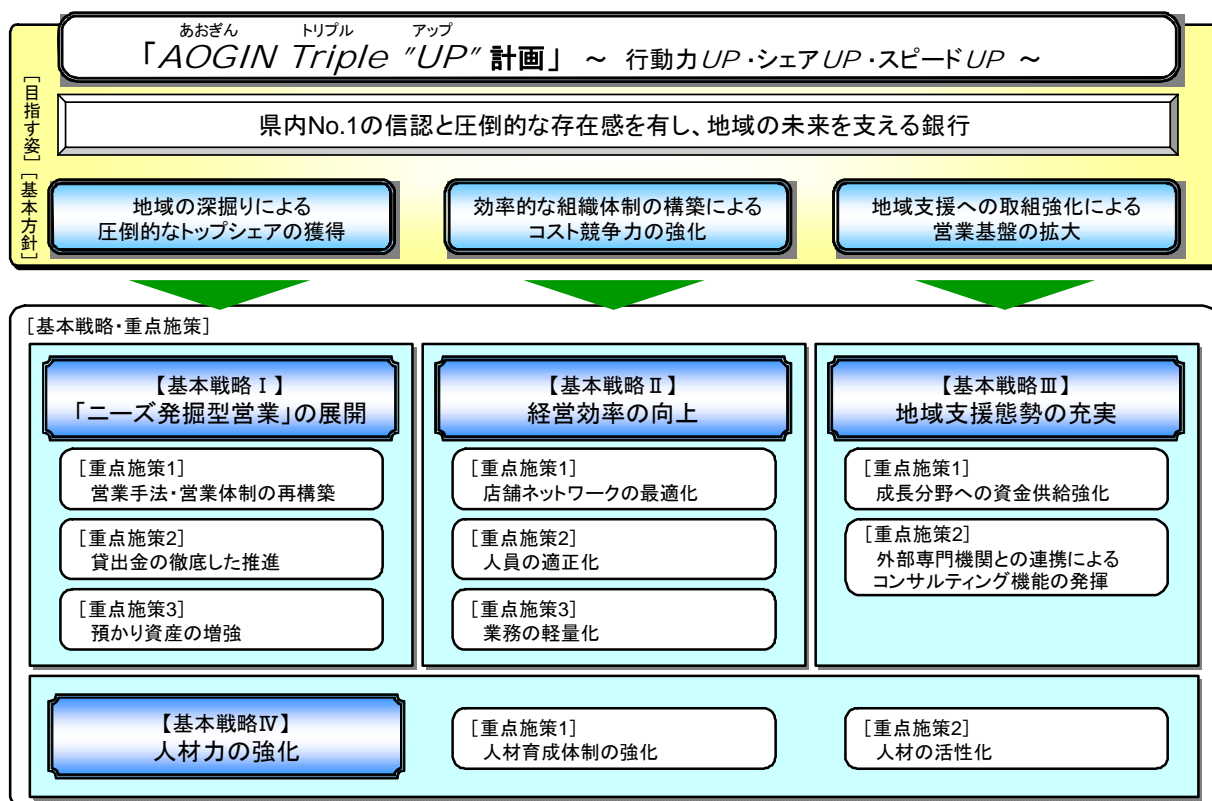 あおぎん トリプル アップ
「AOGIN Triple "UP" 計画」 ～ 行動力UP・シェアUP・スピードUP ～
[目指す姿]
県内No.1の信認と圧倒的な存在感を有し、地域の未来を支える銀行
[基本方針]
地域の深掘りによる
圧倒的なトップシェアの獲得
効率的な組織体制の構築による
コスト競争力の強化
地域支援への取組強化による
営業基盤の拡大
[基本戦略・重点施策]
【基本戦略Ⅰ】
「ニーズ発掘型営業」の展開
[重点施策1]
営業手法・営業体制の再構築
[重点施策2]
貸出金の徹底した推進
[重点施策3]
預かり資産の増強
【基本戦略Ⅱ】
経営効率の向上
[重点施策1]
店舗ネットワークの最適化
[重点施策2]
人員の適正化
[重点施策3]
業務の軽量化
【基本戦略Ⅲ】
地域支援態勢の充実
[重点施策1]
成長分野への資金供給強化
[重点施策2]
外部専門機関との連携による
コンサルティング機能の発揮
【基本戦略Ⅳ】
人材力の強化
[重点施策1]
人材育成体制の強化
[重点施策2]
人材の活性化